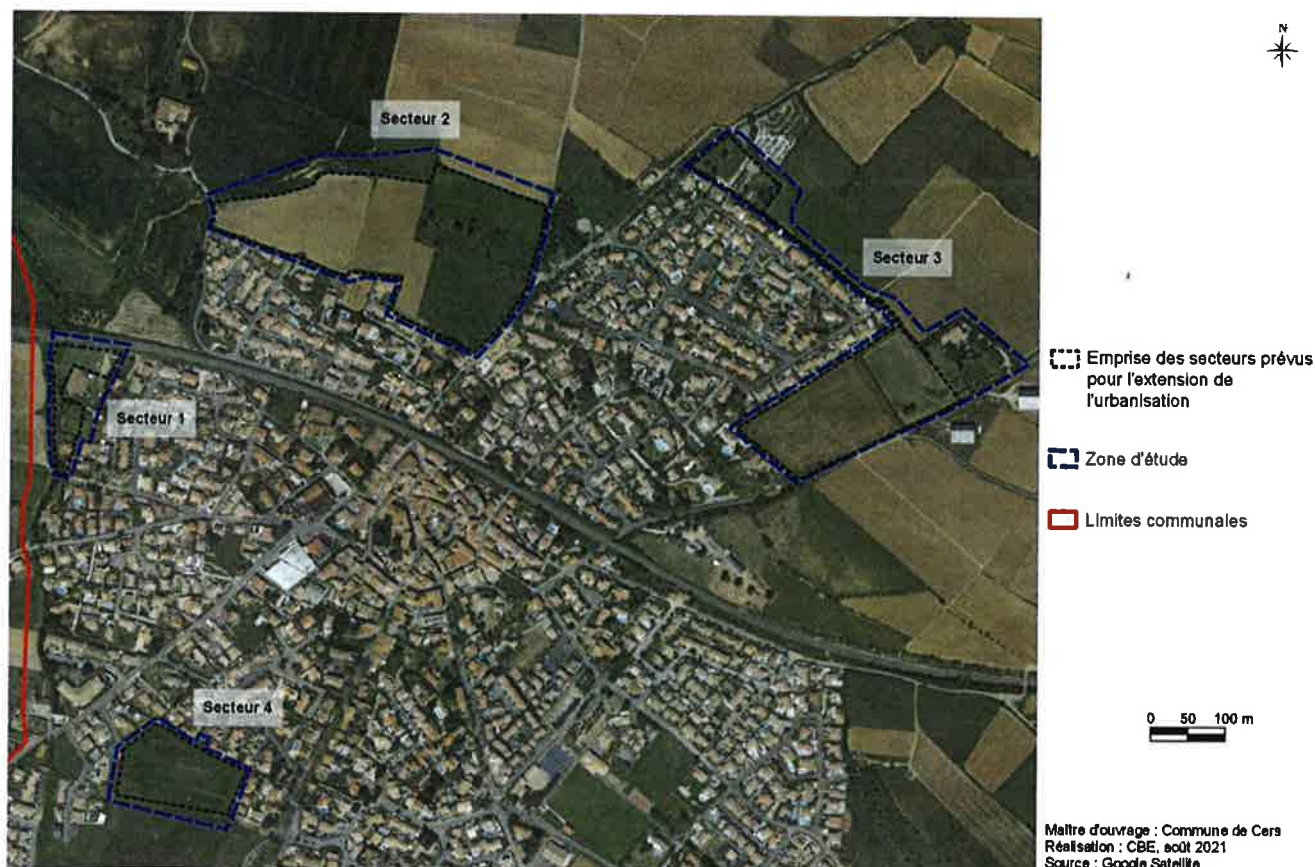 N
Secteur 2
Secteur 3
Secteur 1
Secteur 4
Emprise des secteurs prévus
pour l'extension de
l'urbanisation
Zone d'étude
Limites communales
0 50 100 m
Maître d'ouvrage : Commune de Cers
Réalisation : CBE, août 2021
Source : Google Satellite